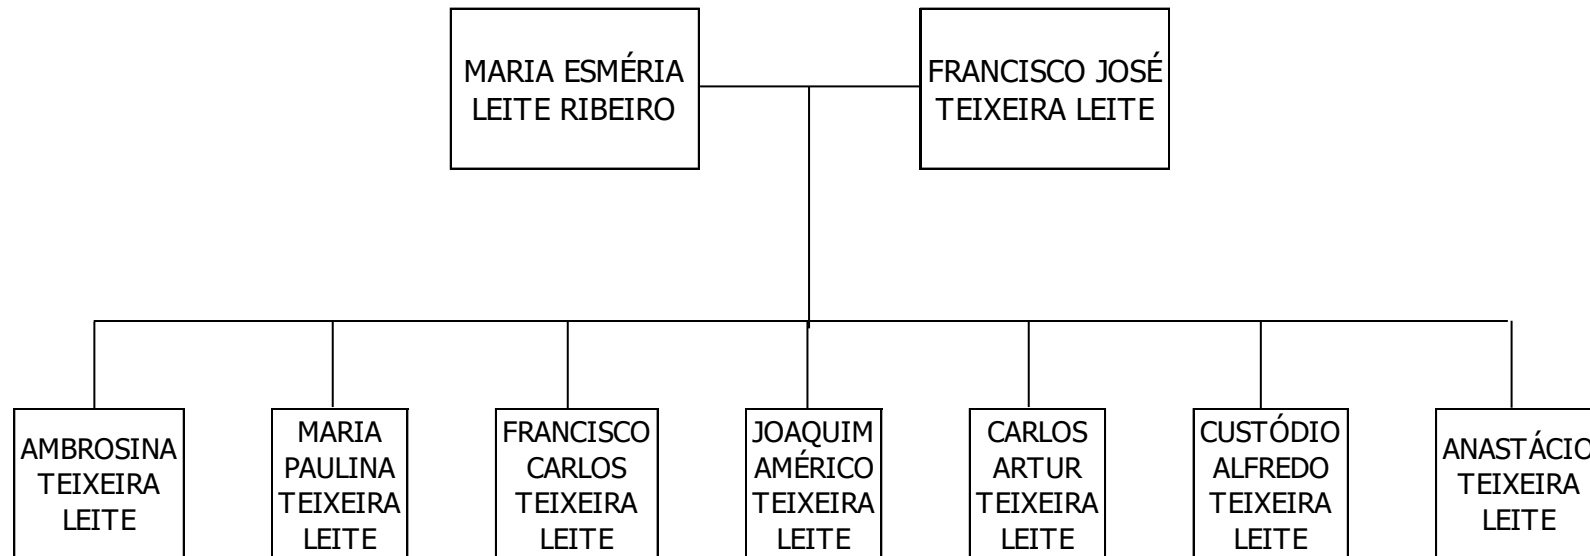 MARIA ESMÉRIA
LEITE RIBEIRO
FRANCISCO JOSÉ
TEIXEIRA LEITE
AMBROSINA
TEIXEIRA
LEITE
MARIA
PAULINA
TEIXEIRA
LEITE
FRANCISCO
CARLOS
TEIXEIRA
LEITE
JOAQUIM
AMÉRICO
TEIXEIRA
LEITE
CARLOS
ARTUR
TEIXEIRA
LEITE
CUSTÓDIO
ALFREDO
TEIXEIRA
LEITE
ANASTÁCIO
TEIXEIRA
LEITE